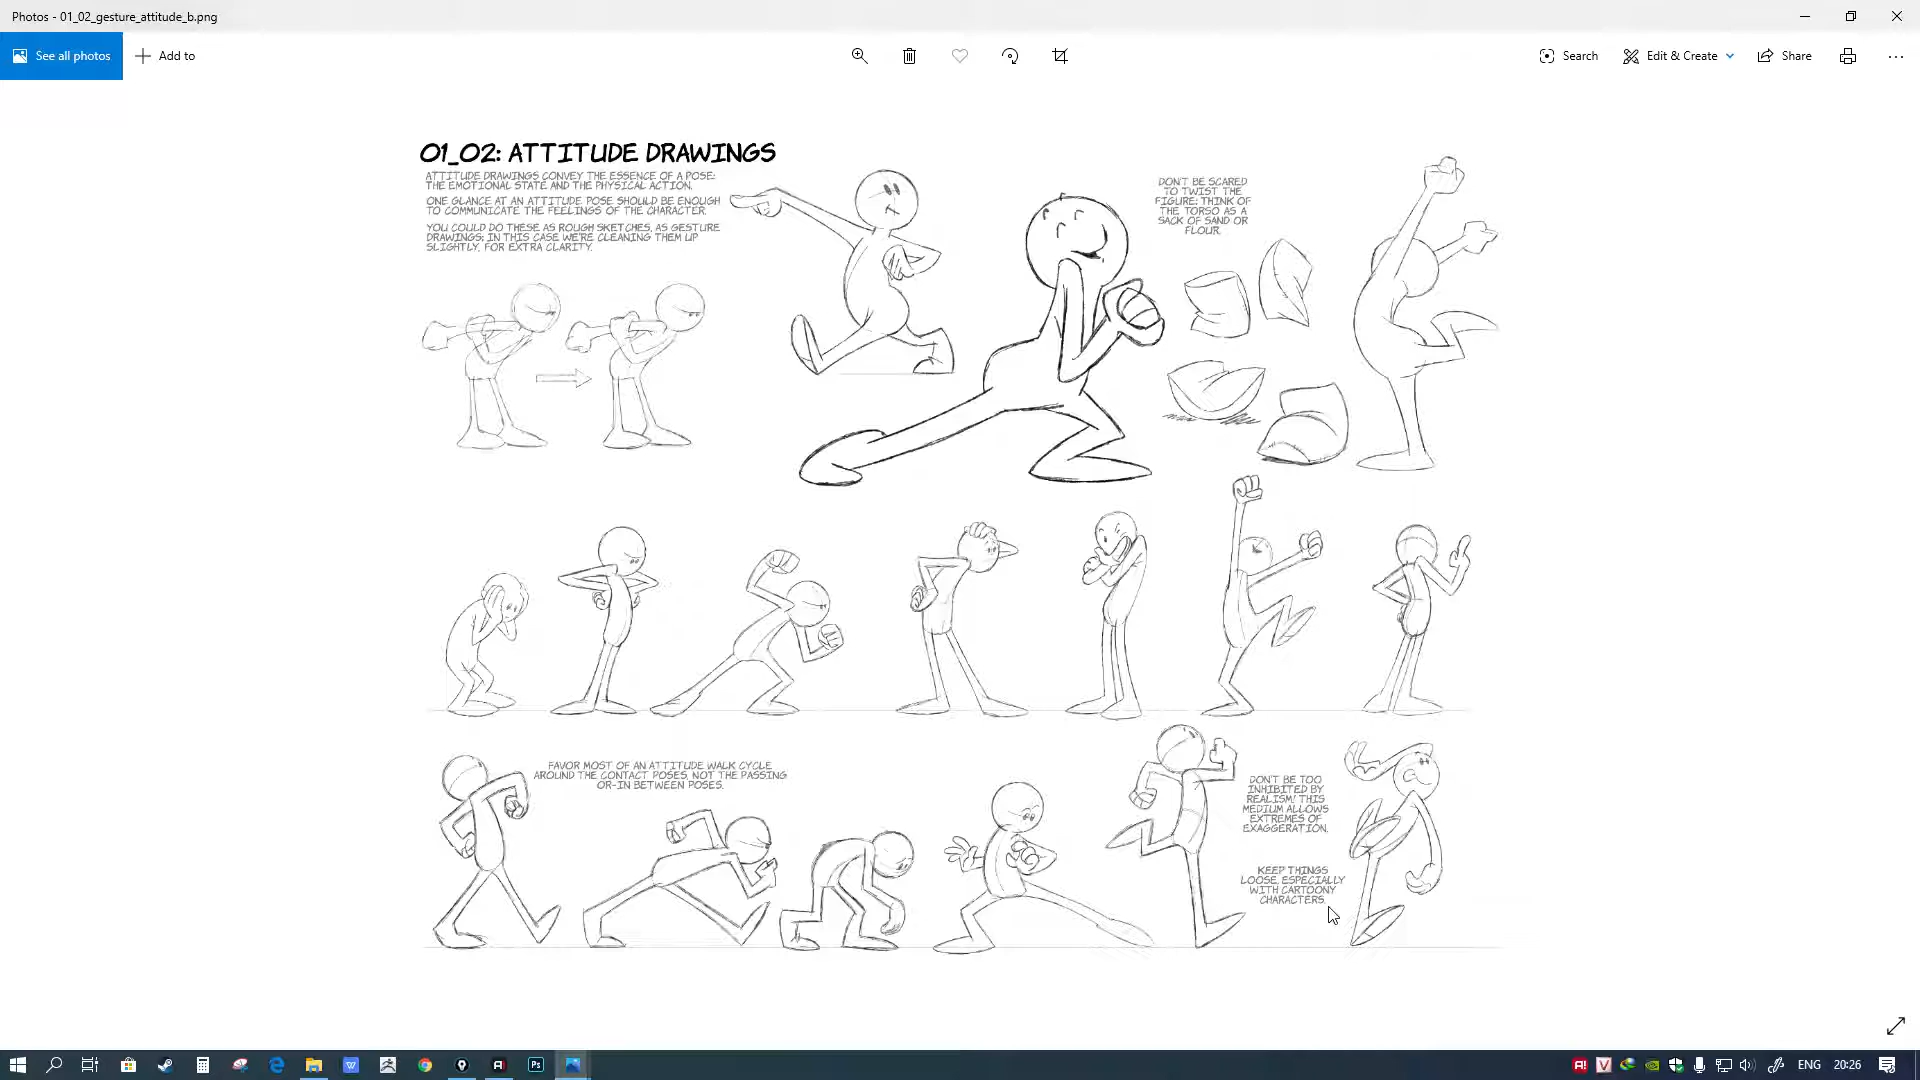 Photos - 01_02_gesture_attitude_b.png
See all photos
Add to
Search
Edit & Create
Share
01_02: ATTITUDE DRAWINGS
ATTITUDE DRAWINGS CONVEY THE ESSENCE OF A POSE:
THE EMOTIONAL STATE AND THE PHYSICAL ACTION.
ONE GLANCE AT AN ATTITUDE POSE SHOULD BE ENOUGH
TO COMMUNICATE THE FEELINGS OF THE CHARACTER.
YOU COULD DO THESE AS ROUGH SKETCHES, AS GESTURE
DRAWINGS; IN THIS CASE WE'RE CLEANING THEM UP
SLIGHTLY, FOR EXTRA CLARITY.
DON'T BE SCARED
TO TWIST THE
FIGURE: THINK OF
THE TORSO AS A
SACK OF SAND OR
FLOUR.
FAVOR MOST OF AN ATTITUDE WALK CYCLE
AROUND THE CONTACT POSES, NOT THE PASSING
OR-IN BETWEEN POSES.
DON'T BE TOO
INHIBITED BY
REALISM! THIS
MEDIUM ALLOWS
EXTREMES OF
EXAGGERATION.
KEEP THINGS
LOOSE, ESPECIALLY
WITH CARTOONY
CHARACTERS.
Ps
ENG
20:26